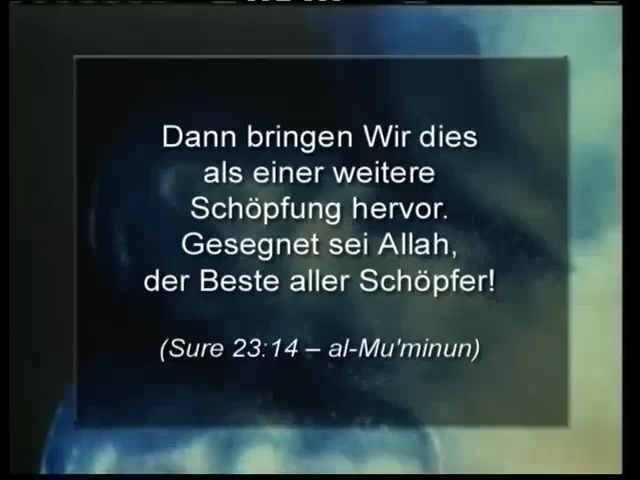 Dann bringen Wir dies
als einer weitere
Schöpfung hervor.
Gesegnet sei Allah,
der Beste aller Schöpfer!
(Sure 23:14 – al-Mu'minun)